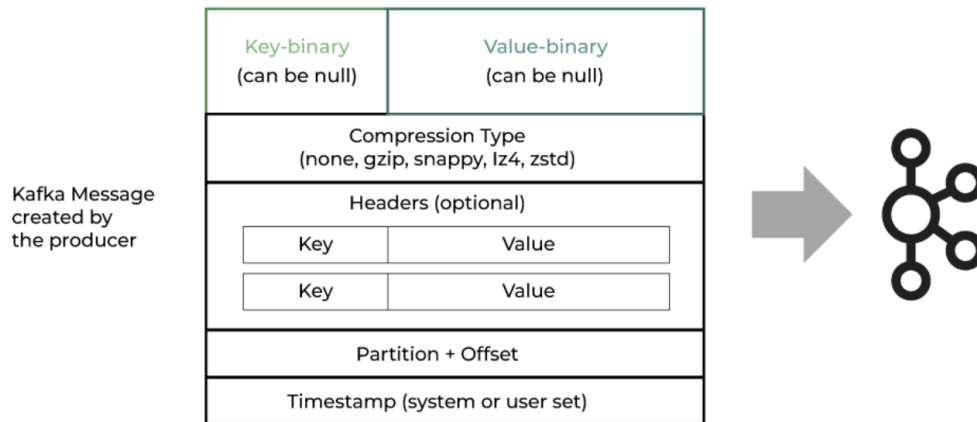 Key-binary
(can be null)
Value-binary
(can be null)
Compression Type
(none, gzip, snappy, lz4, zstd)
Kafka Message
created by
the producer
Headers (optional)
Key Value
Key Value
Partition + Offset
Timestamp (system or user set)